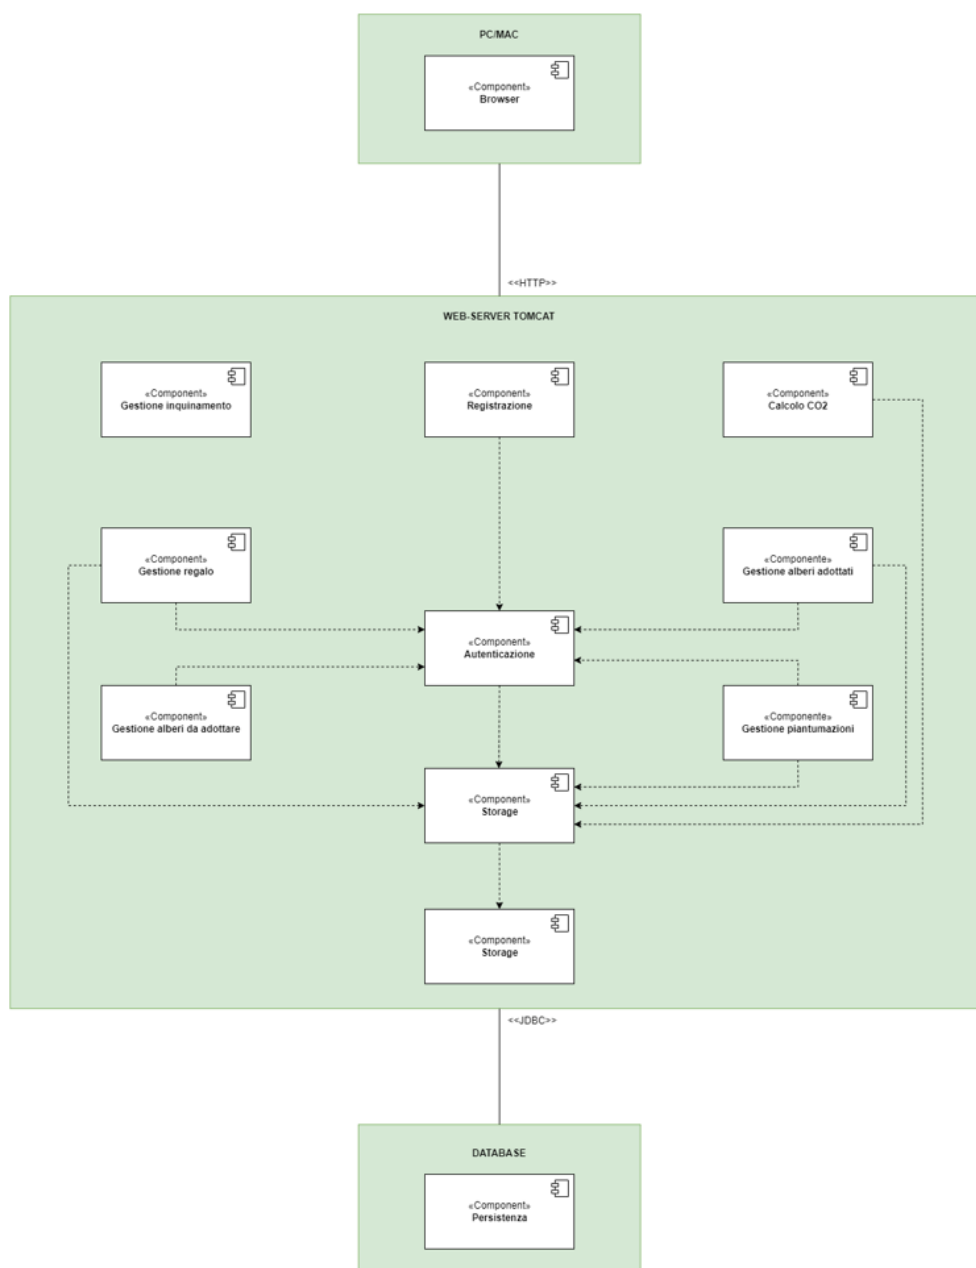 PC/MAC
«Component»
Browser
<<HTTP>>
WEB-SERVER TOMCAT
«Component»
Gestione inquinamento
«Component»
Registrazione
«Component»
Calcolo CO2
«Component»
Gestione regalo
«Componente»
Gestione alberi adottati
«Component»
Autenticazione
«Component»
Gestione alberi da adottare
«Componente»
Gestione piantumazioni
«Component»
Storage
«Component»
Storage
<<JDBC>>
DATABASE
«Component»
Persistenza